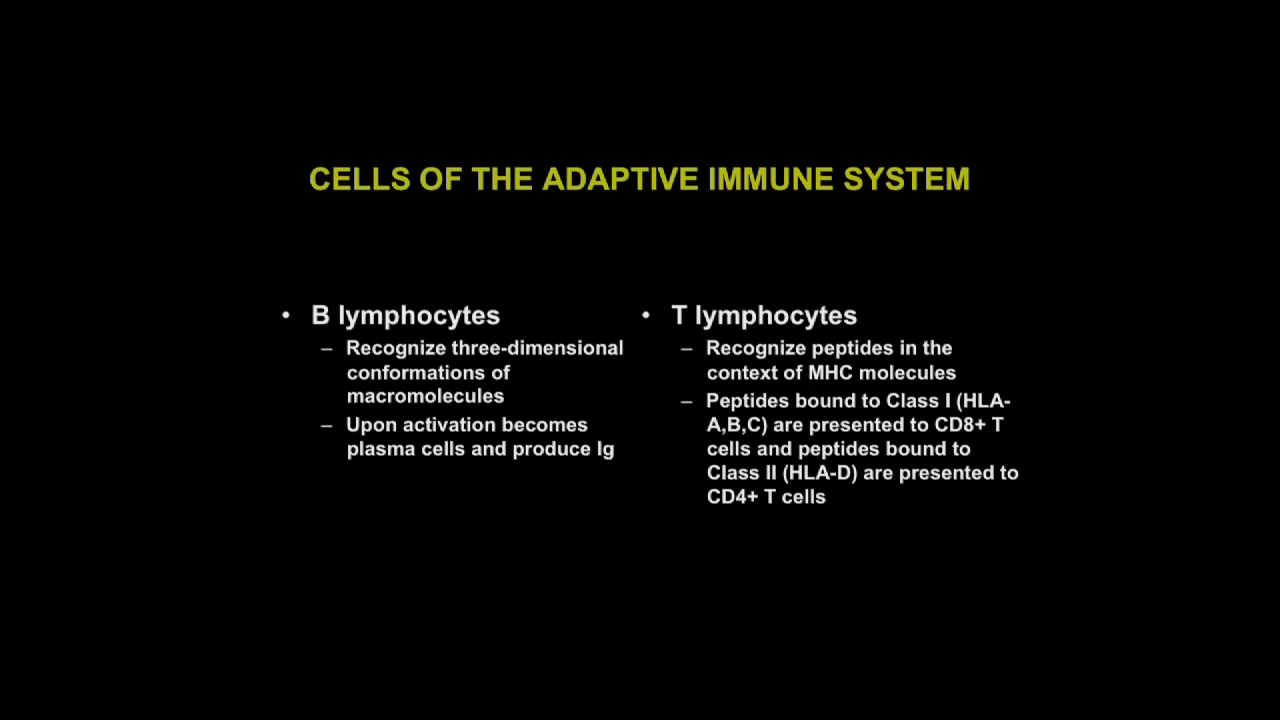 CELLS OF THE ADAPTIVE IMMUNE SYSTEM
• B lymphocytes
– Recognize three-dimensional
conformations of
macromolecules
– Upon activation becomes
plasma cells and produce Ig
• T lymphocytes
– Recognize peptides in the
context of MHC molecules
– Peptides bound to Class I (HLA-
A,B,C) are presented to CD8+ T
cells and peptides bound to
Class II (HLA-D) are presented to
CD4+ T cells